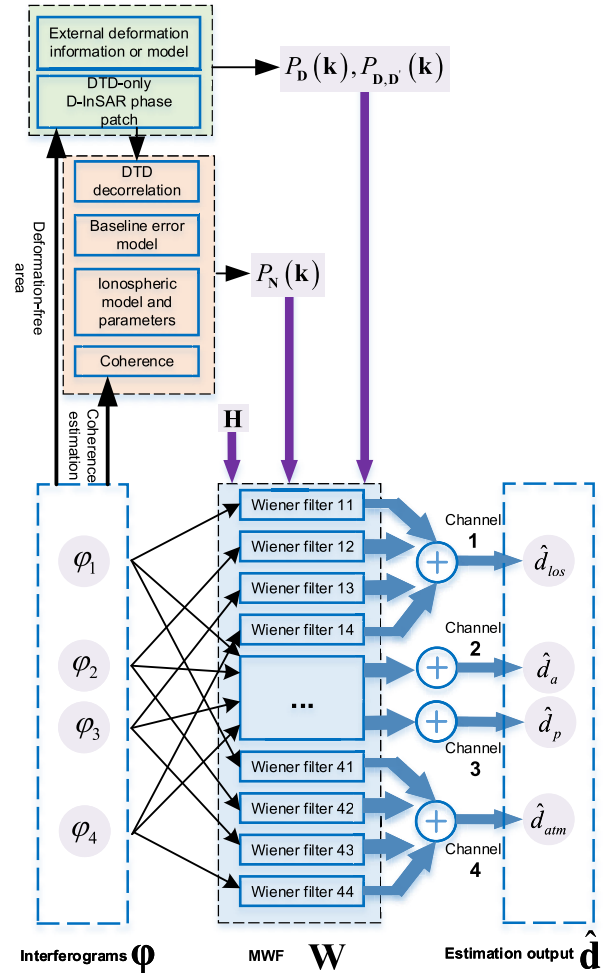 External deformation
information or model
DTD-only
D-InSAR phase
patch
P_D(k), P_{D,D'}(k)
DTD
decorrelation
Baseline error
model
Ionospheric
model and
parameters
Coherence
P_N(k)
Deformation-free
area
Coherence
estimation
H
φ1
φ2
φ3
φ4
Wiener filter 11
Wiener filter 12
Wiener filter 13
Wiener filter 14
...
Wiener filter 41
Wiener filter 42
Wiener filter 43
Wiener filter 44
+
+
+
+
Channel
1
Channel
2
3
Channel
Channel
4
d̂_los
d̂_a
d̂_p
d̂_atm
Interferograms φ
MWF W
Estimation output d̂